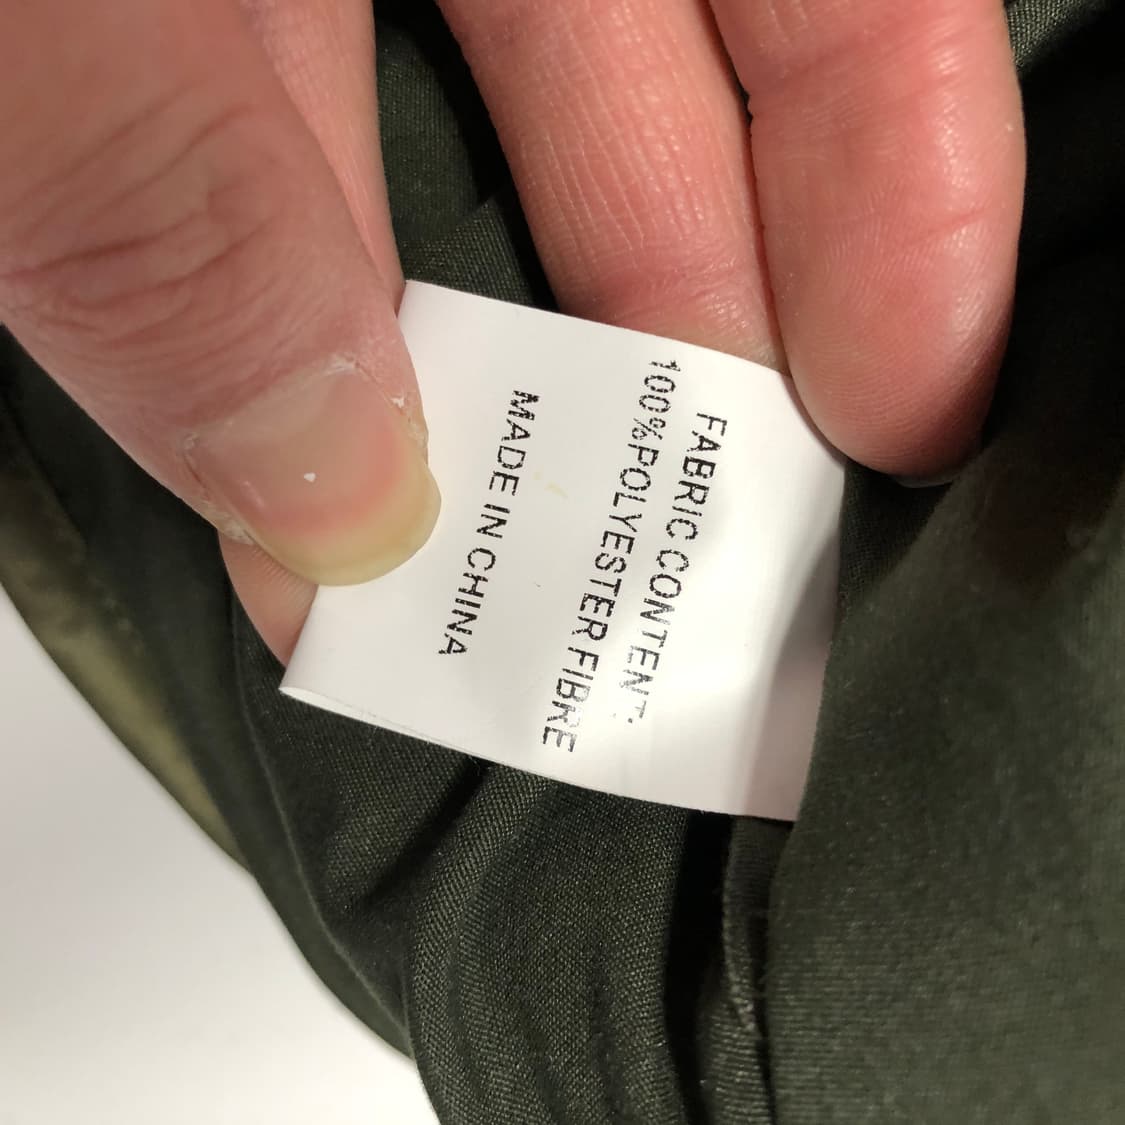 FABRIC CONTENT:
100%POLYESTER FIBRE
MADE IN CHINA